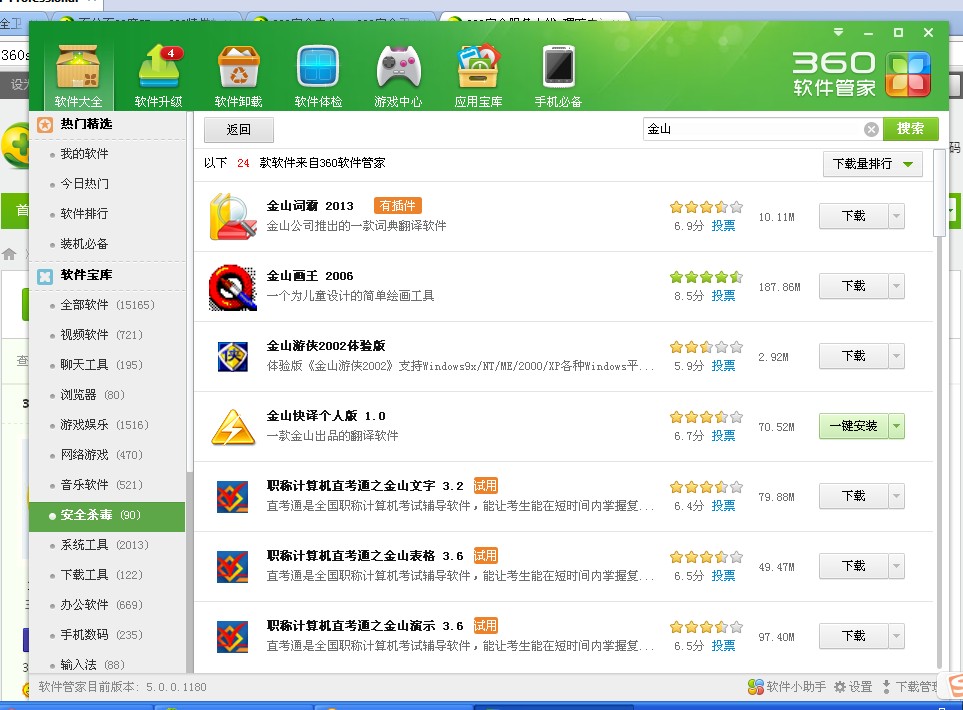 Professional
全卫
360s
设
首
查
码
360
软件管家
软件大全
4
软件升级
软件卸载
软件体检
游戏中心
应用宝库
手机必备
返回
金山
搜索
以下 24 款软件来自360软件管家
下载量排行
热门精选
我的软件
今日热门
软件排行
装机必备
软件宝库
全部软件 (15165)
视频软件 (721)
聊天工具 (195)
浏览器 (80)
游戏娱乐 (1516)
网络游戏 (470)
音乐软件 (521)
安全杀毒 (90)
系统工具 (2013)
下载工具 (122)
办公软件 (669)
手机数码 (235)
输入法 (88)
金山词霸 2013 有插件
金山公司推出的一款词典翻译软件
6.9分 投票
10.11M
下载
金山画王 2006
一个为儿童设计的简单绘画工具
8.5分 投票
187.86M
下载
金山游侠2002体验版
体验版《金山游侠2002》支持Windows9x/NT/ME/2000/XP各种Windows平...
5.9分 投票
2.92M
下载
金山快译个人版 1.0
一款金山出品的翻译软件
6.7分 投票
70.52M
一键安装
职称计算机直考通之金山文字 3.2 试用
直考通是全国职称计算机考试辅导软件，能让考生能在短时间内掌握复...
6.4分 投票
79.88M
下载
职称计算机直考通之金山表格 3.6 试用
直考通是全国职称计算机考试辅导软件，能让考生能在短时间内掌握复...
6.5分 投票
49.47M
下载
职称计算机直考通之金山演示 3.6 试用
直考通是全国职称计算机考试辅导软件，能让考生能在短时间内掌握复...
6.5分 投票
97.40M
下载
软件管家目前版本: 5.0.0.1180
软件小助手
设置
下载管